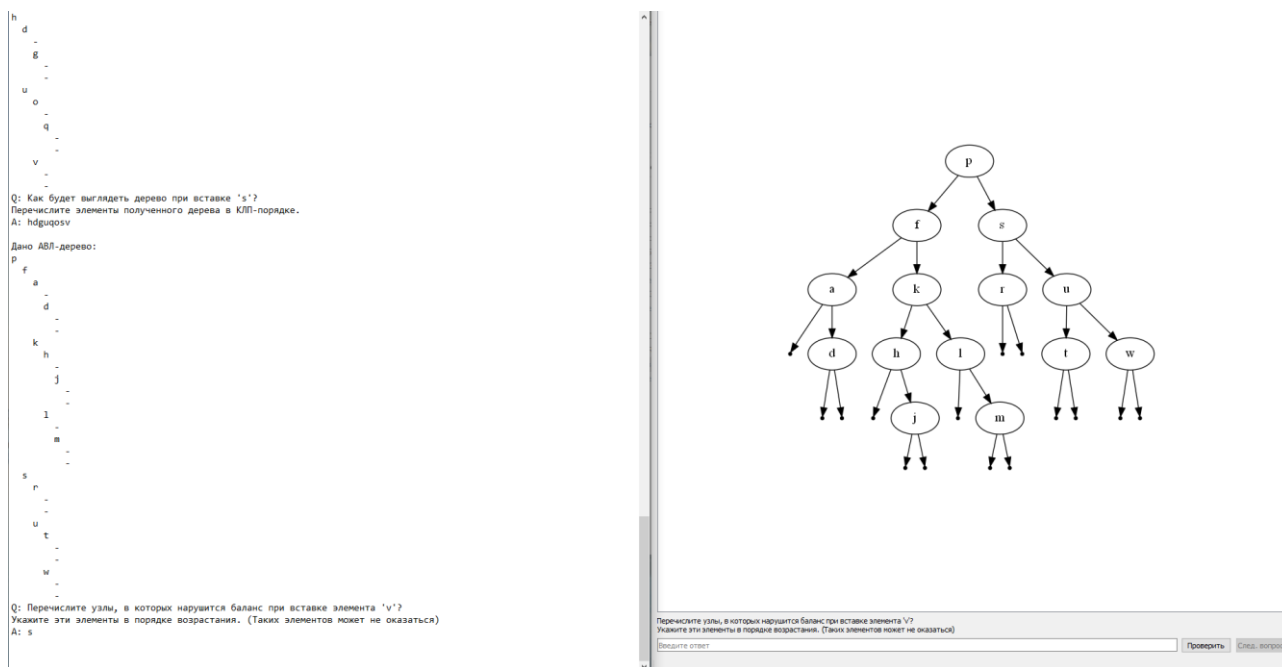 h
d
-
g
-
-
u
o
-
q
-
-
v
-
-
Q: Как будет выглядеть дерево при вставке 's'?
Перечислите элементы полученного дерева в КЛП-порядке.
A: hdguqosv
Дано АВЛ-дерево:
p
f
a
-
d
-
-
k
h
-
j
-
-
l
-
m
-
-
s
r
-
-
u
t
-
-
w
-
-
Q: Перечислите узлы, в которых нарушится баланс при вставке элемента 'v'?
Укажите эти элементы в порядке возрастания. (Таких элементов может не оказаться)
A: s
p
f
s
a
k
r
u
d
h
l
t
w
j
m
Перечислите узлы, в которых нарушится баланс при вставке элемента 'v'?
Укажите эти элементы в порядке возрастания. (Таких элементов может не оказаться)
Введите ответ
Проверить
След. вопрос